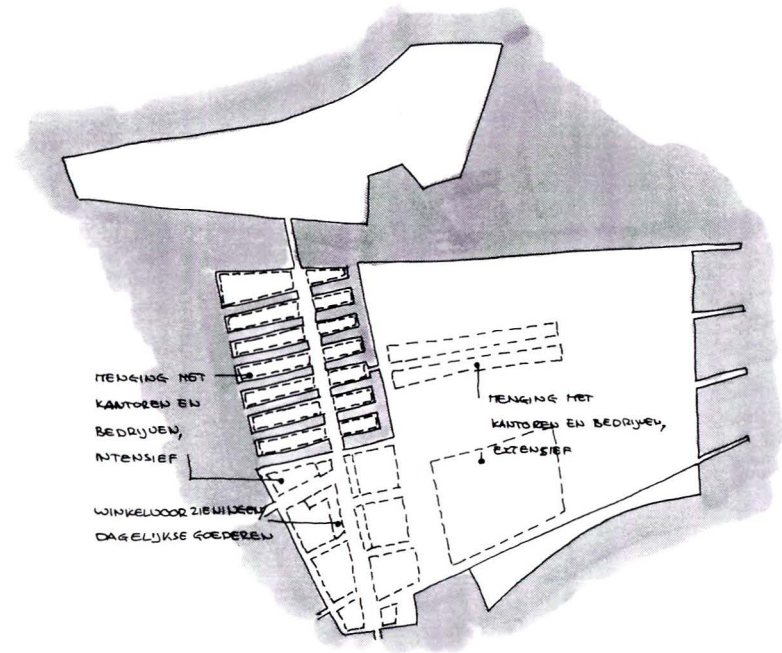 MENGING MET
KANTOREN EN
BEDRIJVEN,
INTENSIEF
WINKELVOORZIENINGEN
DAGELIJKSE GOEDEREN
MENGING MET
KANTOREN EN BEDRIJVEN,
EXTENSIEF